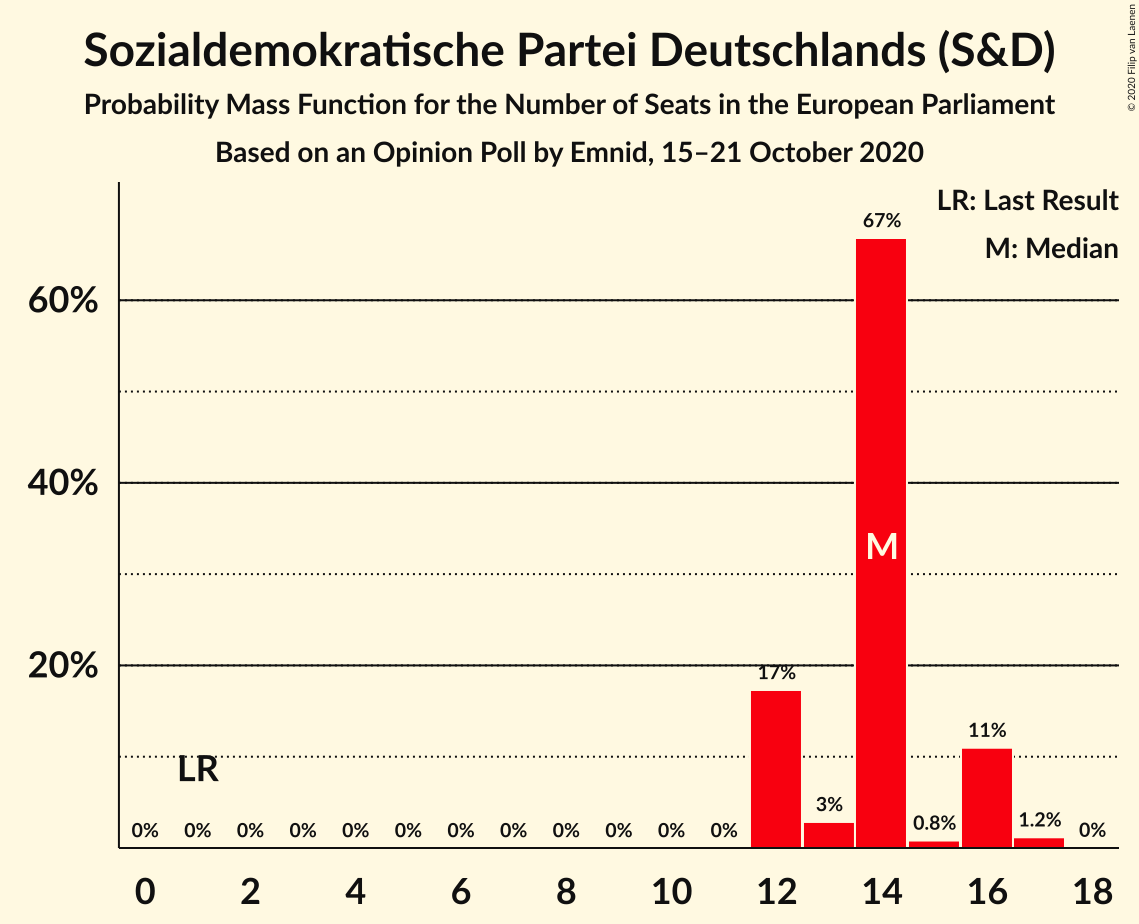 Sozialdemokratische Partei Deutschlands (S&D)
Probability Mass Function for the Number of Seats in the European Parliament
Based on an Opinion Poll by Emnid, 15–21 October 2020
© 2020 Filip van Laenen
LR: Last Result
M: Median
67%
60%
40%
M
20%
17%
11%
LR
3%
0.8%
1.2%
0% 0% 0% 0% 0% 0% 0% 0% 0% 0% 0% 0% 0%
0 2 4 6 8 10 12 14 16 18